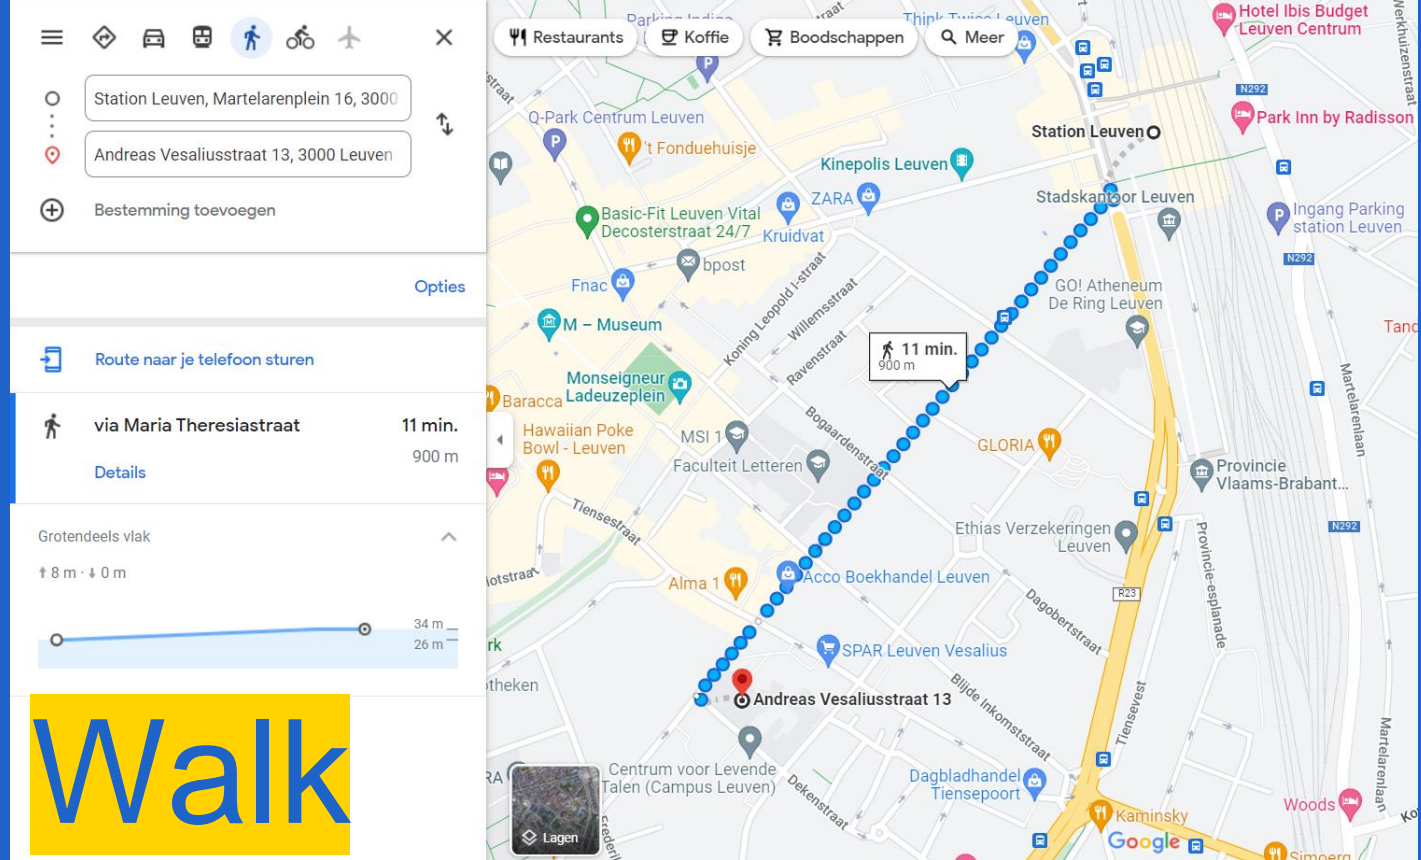 Station Leuven, Martelarenplein 16, 3000
Andreas Vesaliusstraat 13, 3000 Leuven
Bestemming toevoegen
Opties
Route naar je telefoon sturen
via Maria Theresiastraat
11 min.
900 m
Details
Grotendeels vlak
8 m · 0 m
34 m
26 m
Walk
Restaurants
Koffie
Boodschappen
Meer
Parking Indigo
Think Twice Leuven
Hotel Ibis Budget
Leuven Centrum
N292
Park Inn by Radisson
Q-Park Centrum Leuven
't Fonduehuisje
Station Leuven
Kinepolis Leuven
ZARA
Stadskantoor Leuven
Basic-Fit Leuven Vital
Decosterstraat 24/7
Kruidvat
Ingang Parking
station Leuven
N292
bpost
Fnac
GO! Atheneum
De Ring Leuven
Koning Leopold I-straat
Willemsstraat
Ravenstraat
M – Museum
11 min.
900 m
Monseigneur
Ladeuzeplein
Baracca
Hawaiian Poke
Bowl - Leuven
MSI 1
Faculteit Letteren
Bogaardenstraat
GLORIA
Martelarenlaan
Provincie
Vlaams-Brabant...
N292
Tiensestraat
Ethias Verzekeringen
Leuven
Provincie-esplanade
Alma 1
Acco Boekhandel Leuven
R23
Dagobertstraat
SPAR Leuven Vesalius
Andreas Vesaliusstraat 13
Blijde Inkomststraat
Tiensevest
Centrum voor Levende
Talen (Campus Leuven)
Dekenstraat
Dagbladhandel
Tiensepoort
Martelarenlaan
Woods
Kaminsky
Google
Lagen